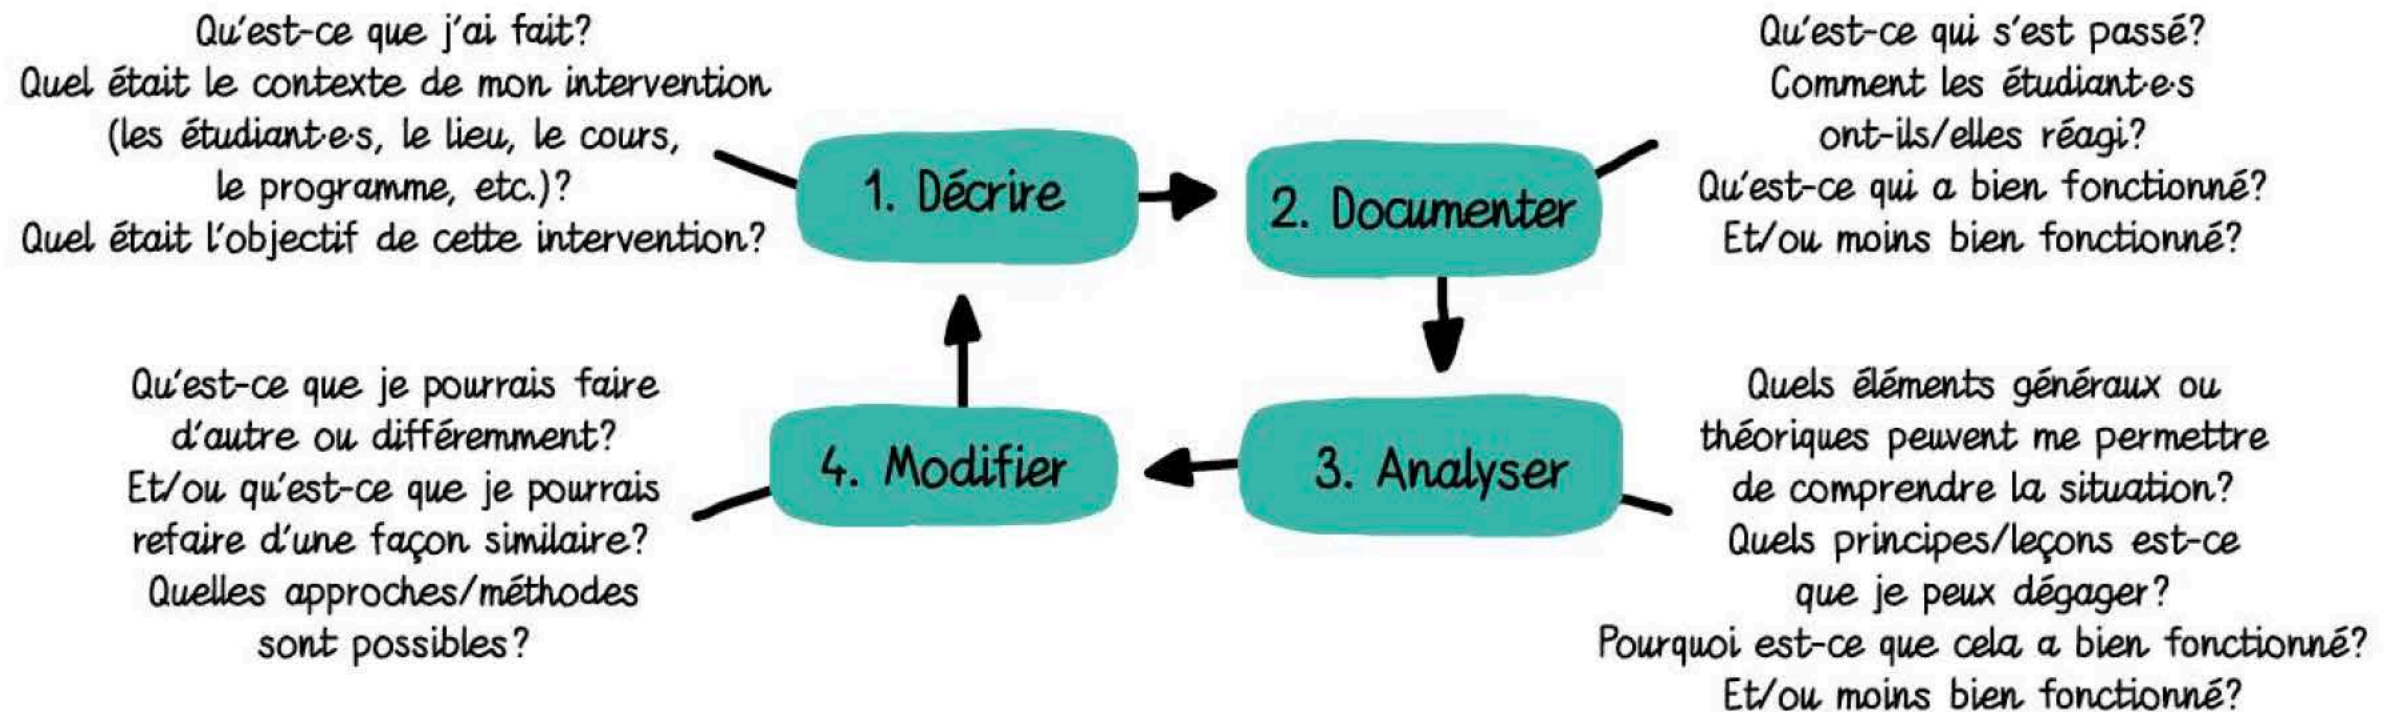 Qu'est-ce que j'ai fait?
Quel était le contexte de mon intervention
(les étudiant·e·s, le lieu, le cours,
le programme, etc.)?
Quel était l'objectif de cette intervention?
1. Décrire
2. Documenter
Qu'est-ce qui s'est passé?
Comment les étudiant·e·s
ont-ils/elles réagi?
Qu'est-ce qui a bien fonctionné?
Et/ou moins bien fonctionné?
3. Analyser
Quels éléments généraux ou
théoriques peuvent me permettre
de comprendre la situation?
Quels principes/leçons est-ce
que je peux dégager?
Pourquoi est-ce que cela a bien fonctionné?
Et/ou moins bien fonctionné?
4. Modifier
Qu'est-ce que je pourrais faire
d'autre ou différemment?
Et/ou qu'est-ce que je pourrais
refaire d'une façon similaire?
Quelles approches/méthodes
sont possibles?